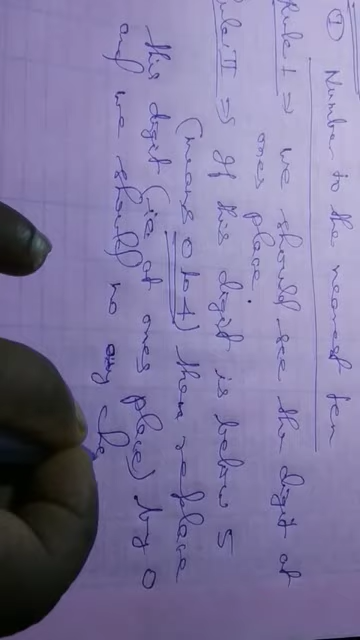 ① Number to the nearest ten
Rule I ⇒ we should see the digit at
ones place.
Rule II ⇒ If this digit is below 5
(means 0 to 4) then replace
this digit (i.e at ones place) by 0
and we should no any cha